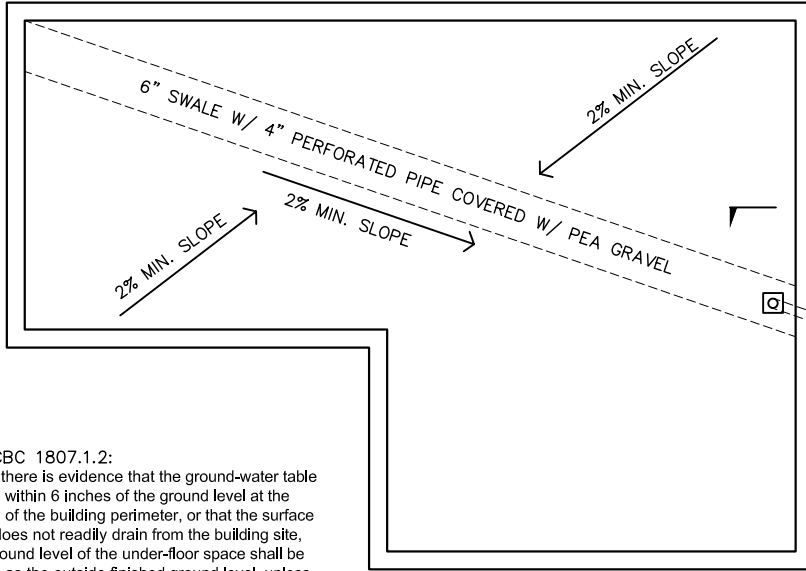 6" SWALE W/ 4" PERFORATED PIPE COVERED W/ PEA GRAVEL
2% MIN. SLOPE
2% MIN. SLOPE
2% MIN. SLOPE
CBC 1807.1.2:
there is evidence that the ground-water table
within 6 inches of the ground level at the
of the building perimeter, or that the surface
does not readily drain from the building site,
ound level of the under-floor space shall be
as the outside finished ground level, unless